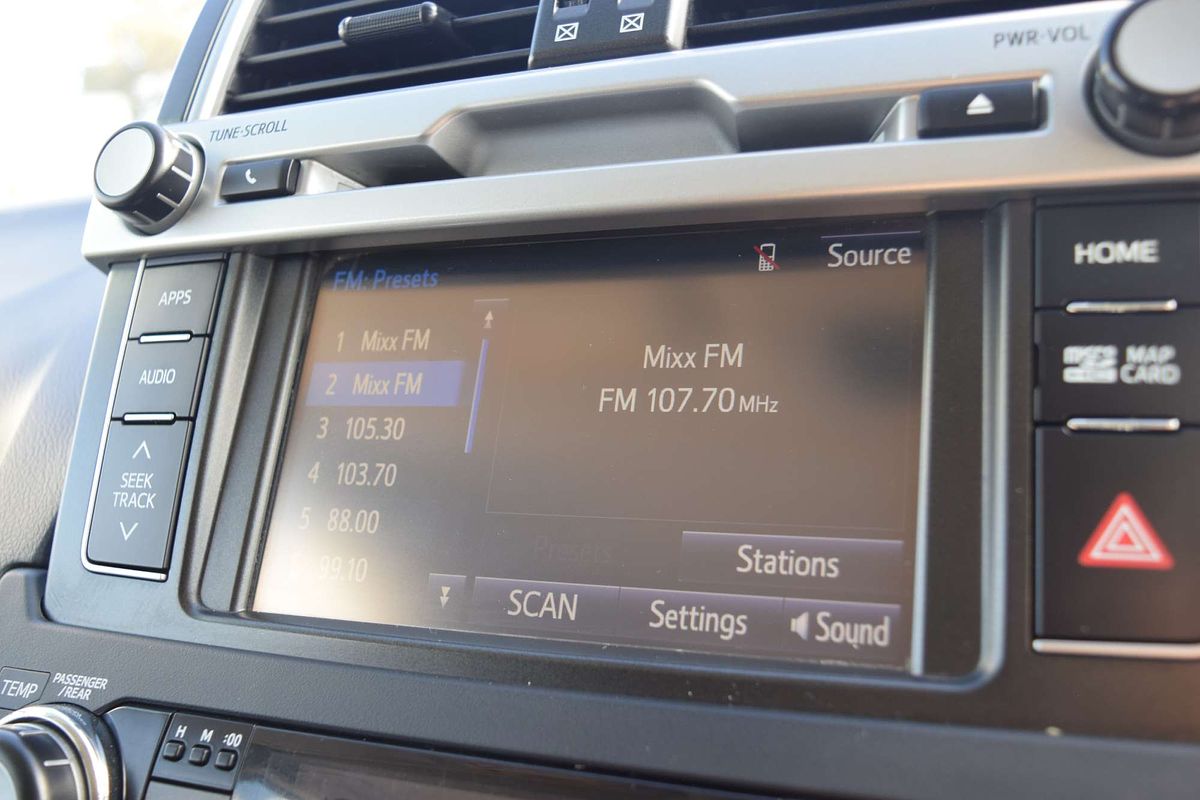 PWR·VOL
TUNE·SCROLL
APPS
AUDIO
SEEK
TRACK
FM: Presets
Source
1 Mixx FM
2 Mixx FM
3 105.30
4 103.70
5 88.00
99.10
Mixx FM
FM 107.70 MHz
Presets
Stations
SCAN
Settings
Sound
HOME
micro SD
MAP
CARD
TEMP
PASSENGER
/REAR
H M :00